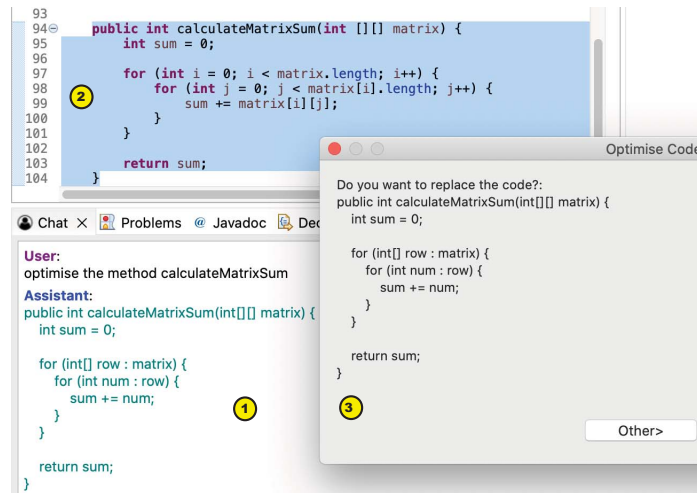 93
94 public int calculateMatrixSum(int [][] matrix) {
95 int sum = 0;
96
97 for (int i = 0; i < matrix.length; i++) {
98 for (int j = 0; j < matrix[i].length; j++) {
99 sum += matrix[i][j];
100 }
101 }
102
103 return sum;
104 }
2
Optimise Code
Do you want to replace the code?:
public int calculateMatrixSum(int[][] matrix) {
int sum = 0;
for (int[] row : matrix) {
for (int num : row) {
sum += num;
}
}
return sum;
}
3
Other>
Chat Problems @ Javadoc
User:
optimise the method calculateMatrixSum
Assistant:
public int calculateMatrixSum(int[][] matrix) {
int sum = 0;
for (int[] row : matrix) {
for (int num : row) {
sum += num;
}
}
return sum;
}
1